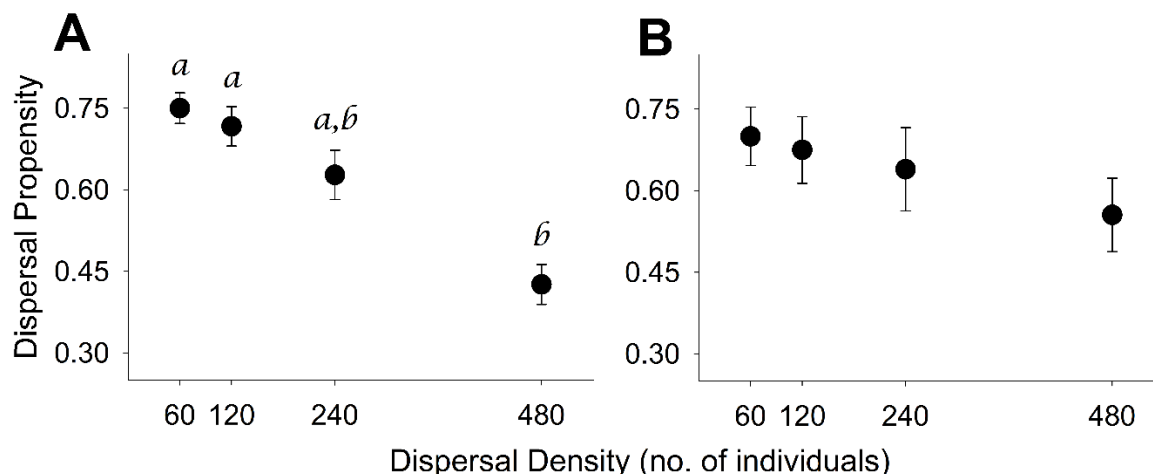 A
B
Dispersal Propensity
0.75
0.60
0.45
0.30
a
a
a,b
b
60
120
240
480
0.75
0.60
0.45
0.30
60
120
240
480
Dispersal Density (no. of individuals)